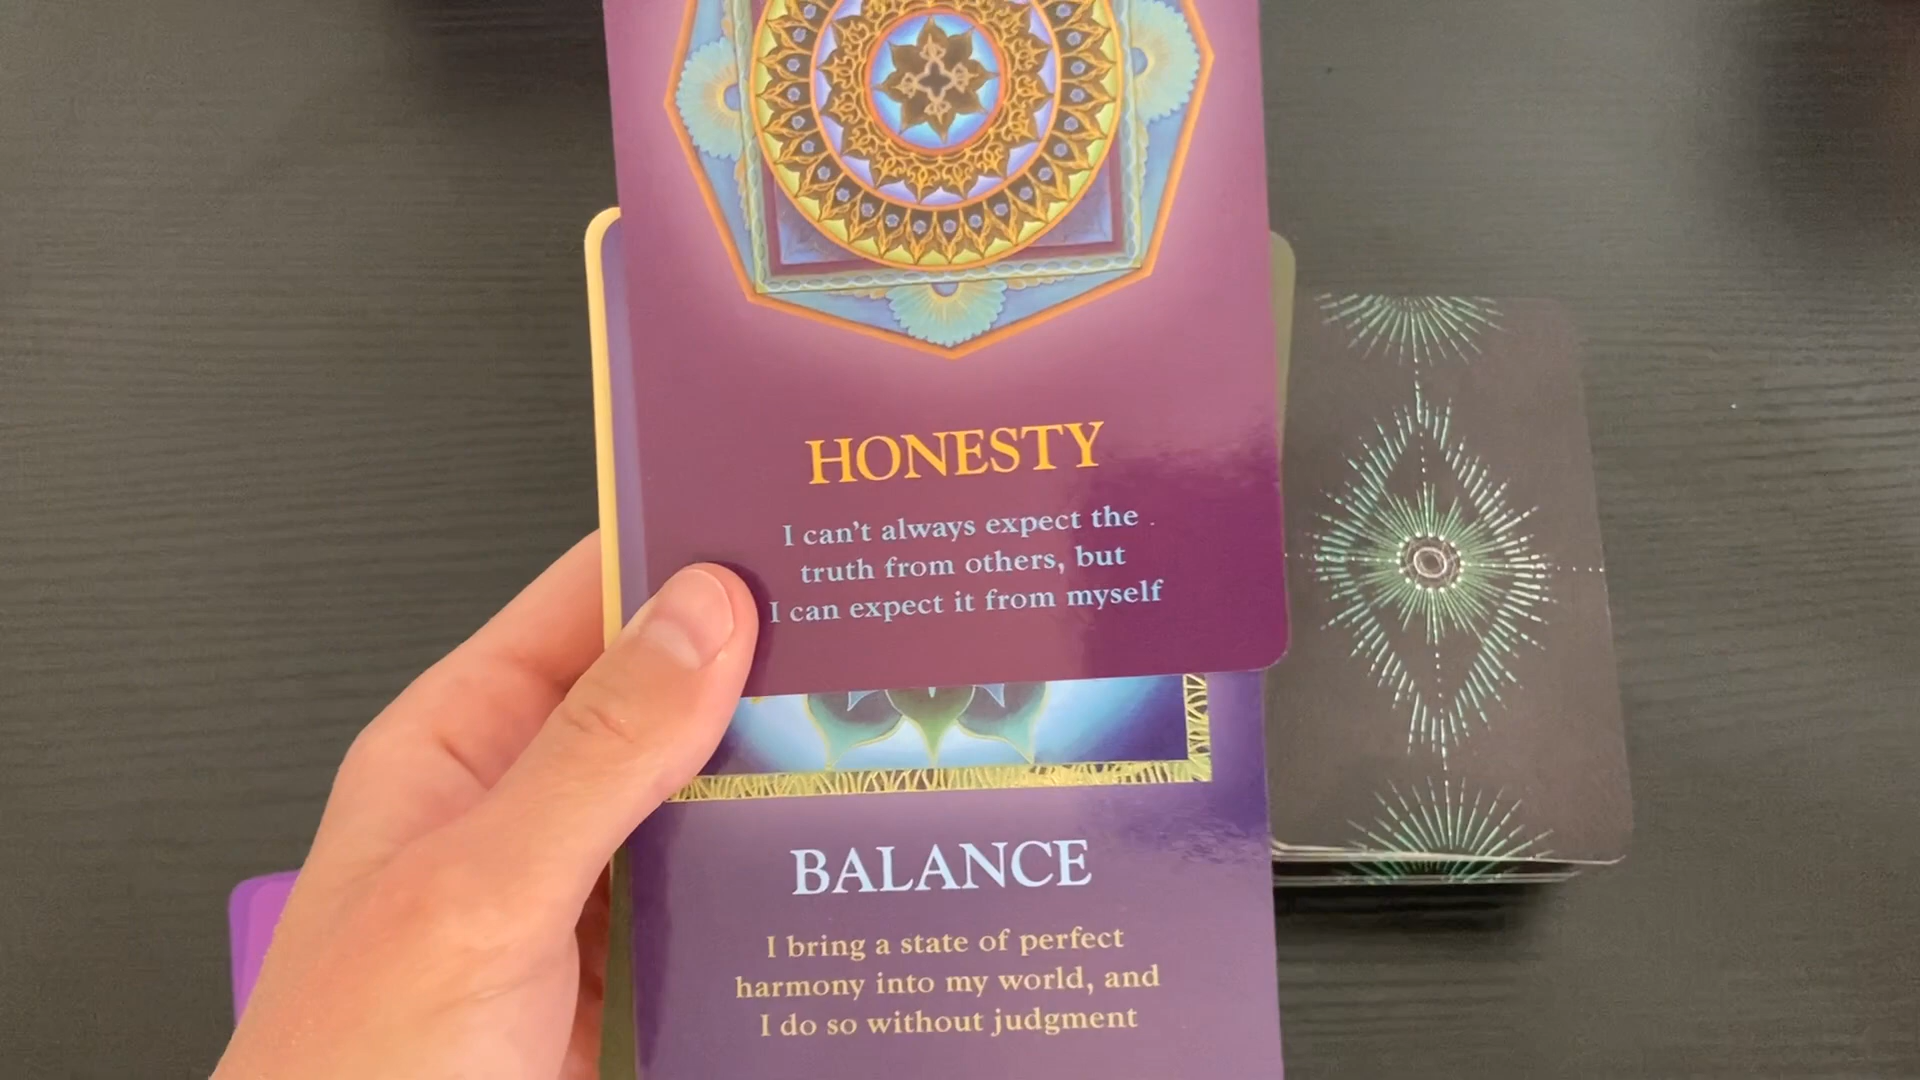 HONESTY
I can't always expect the
truth from others, but
I can expect it from myself
BALANCE
I bring a state of perfect
harmony into my world, and
I do so without judgment